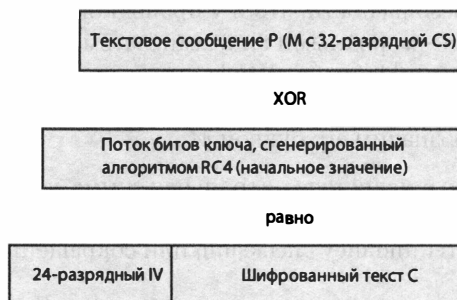 Текстовое сообщение P (M с 32-разрядной CS)
XOR
Поток битов ключа, сгенерированный
алгоритмом RC4 (начальное значение)
равно
24-разрядный IV
Шифрованный текст C